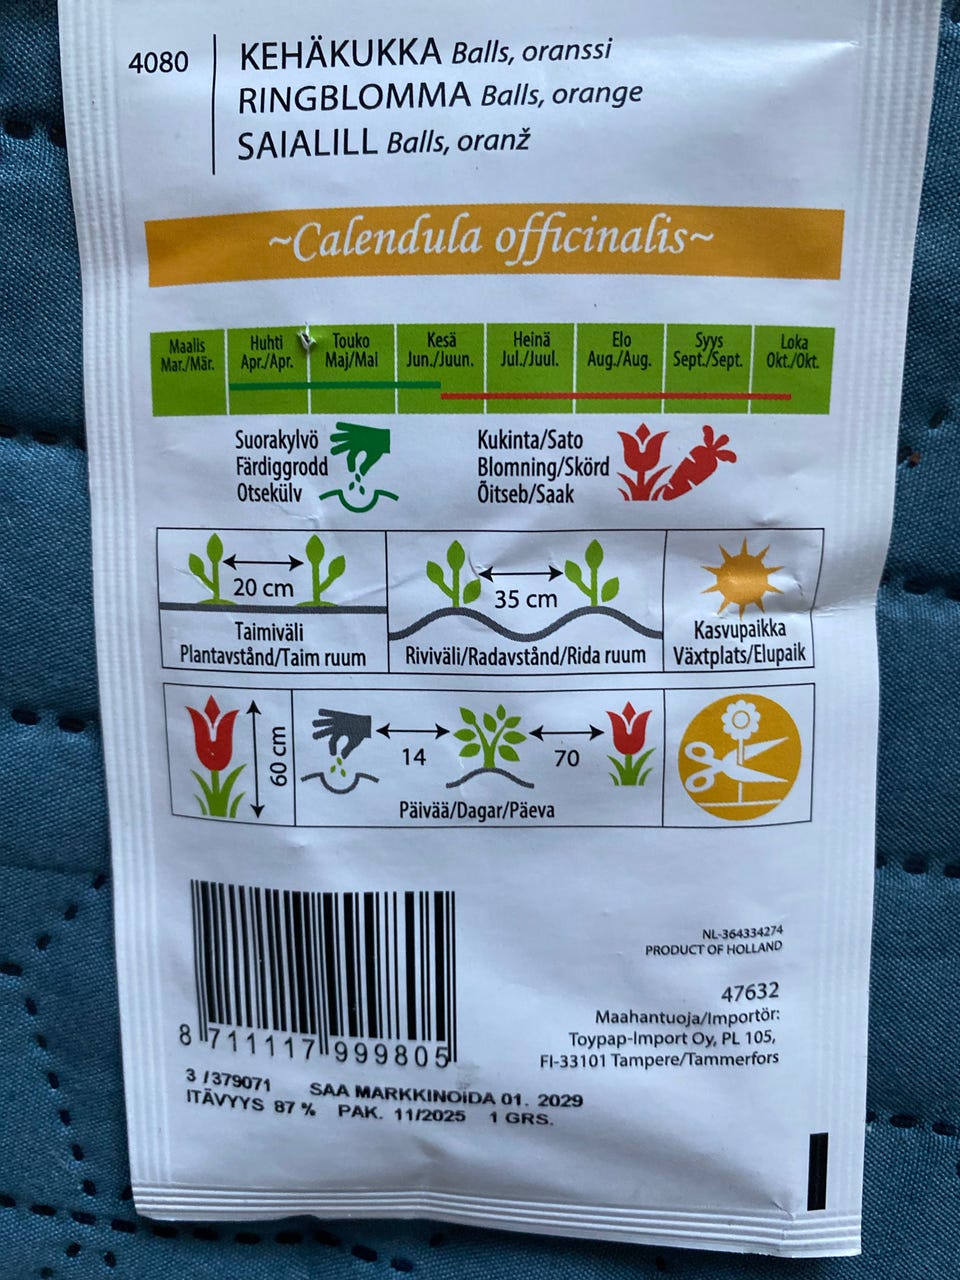 4080
KEHÄKUKKA Balls, oranssi
RINGBLOMMA Balls, orange
SAIALILL Balls, oranž
~Calendula officinalis~
Maalis Huhti Touko Kesä Heinä Elo Syys Loka
Mar./Mär. Apr./Apr. Maj/Mai Jun./Juun. Jul./Juul. Aug./Aug. Sept./Sept. Okt./Okt.
Suorakylvö
Färdiggrodd
Otsekülv
Kukinta/Sato
Blomning/Skörd
Õitseb/Saak
20 cm
Taimiväli
Plantavstånd/Taim ruum
35 cm
Riviväli/Radavstånd/Rida ruum
Kasvupaikka
Växtplats/Elupaik
60 cm
14 70
Päivää/Dagar/Päeva
8 711117 999805
NL-364334274
PRODUCT OF HOLLAND
47632
Maahantuoja/Importör:
Toypap-Import Oy, PL 105,
FI-33101 Tampere/Tammerfors
3 /379071 SAA MARKKINOIDA 01. 2029
ITÄVYYS 87 % PAK. 11/2025 1 GRS.